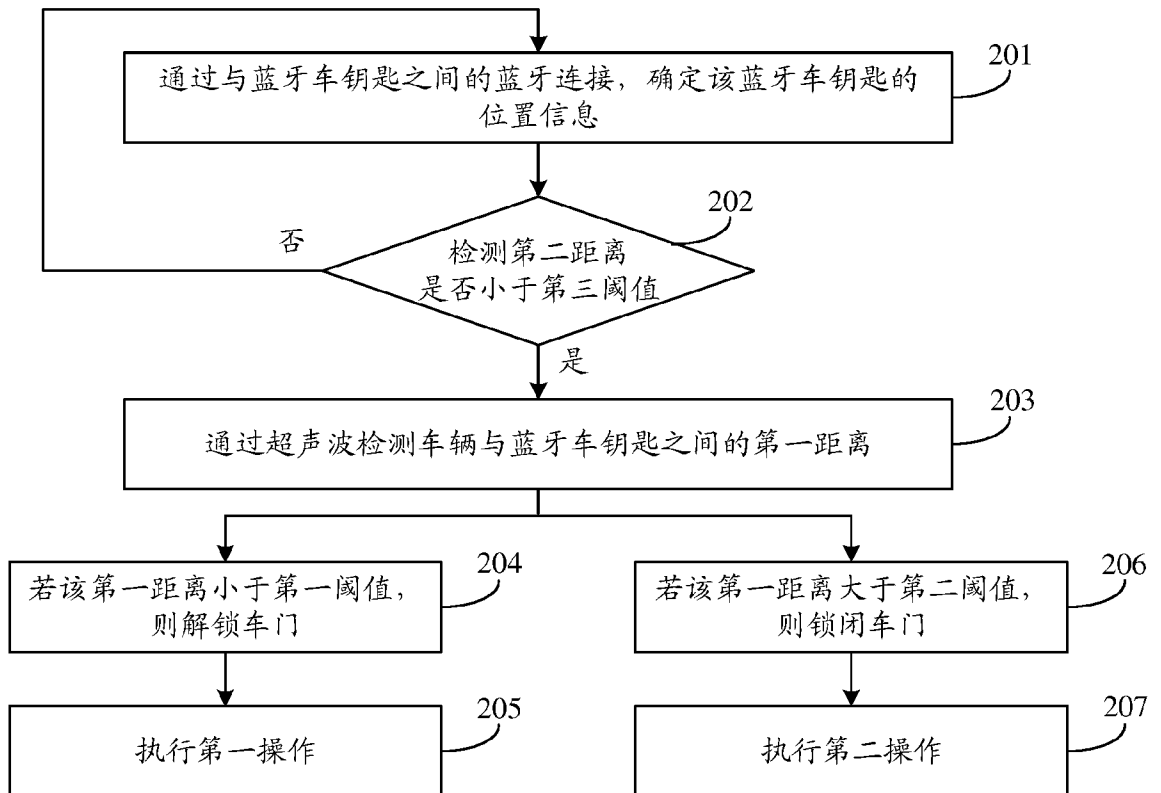 通过与蓝牙车钥匙之间的蓝牙连接，确定该蓝牙车钥匙的
位置信息
201
202
检测第二距离
是否小于第三阈值
否
是
203
通过超声波检测车辆与蓝牙车钥匙之间的第一距离
204
若该第一距离小于第一阈值，
则解锁车门
206
若该第一距离大于第二阈值，
则锁闭车门
205
执行第一操作
207
执行第二操作